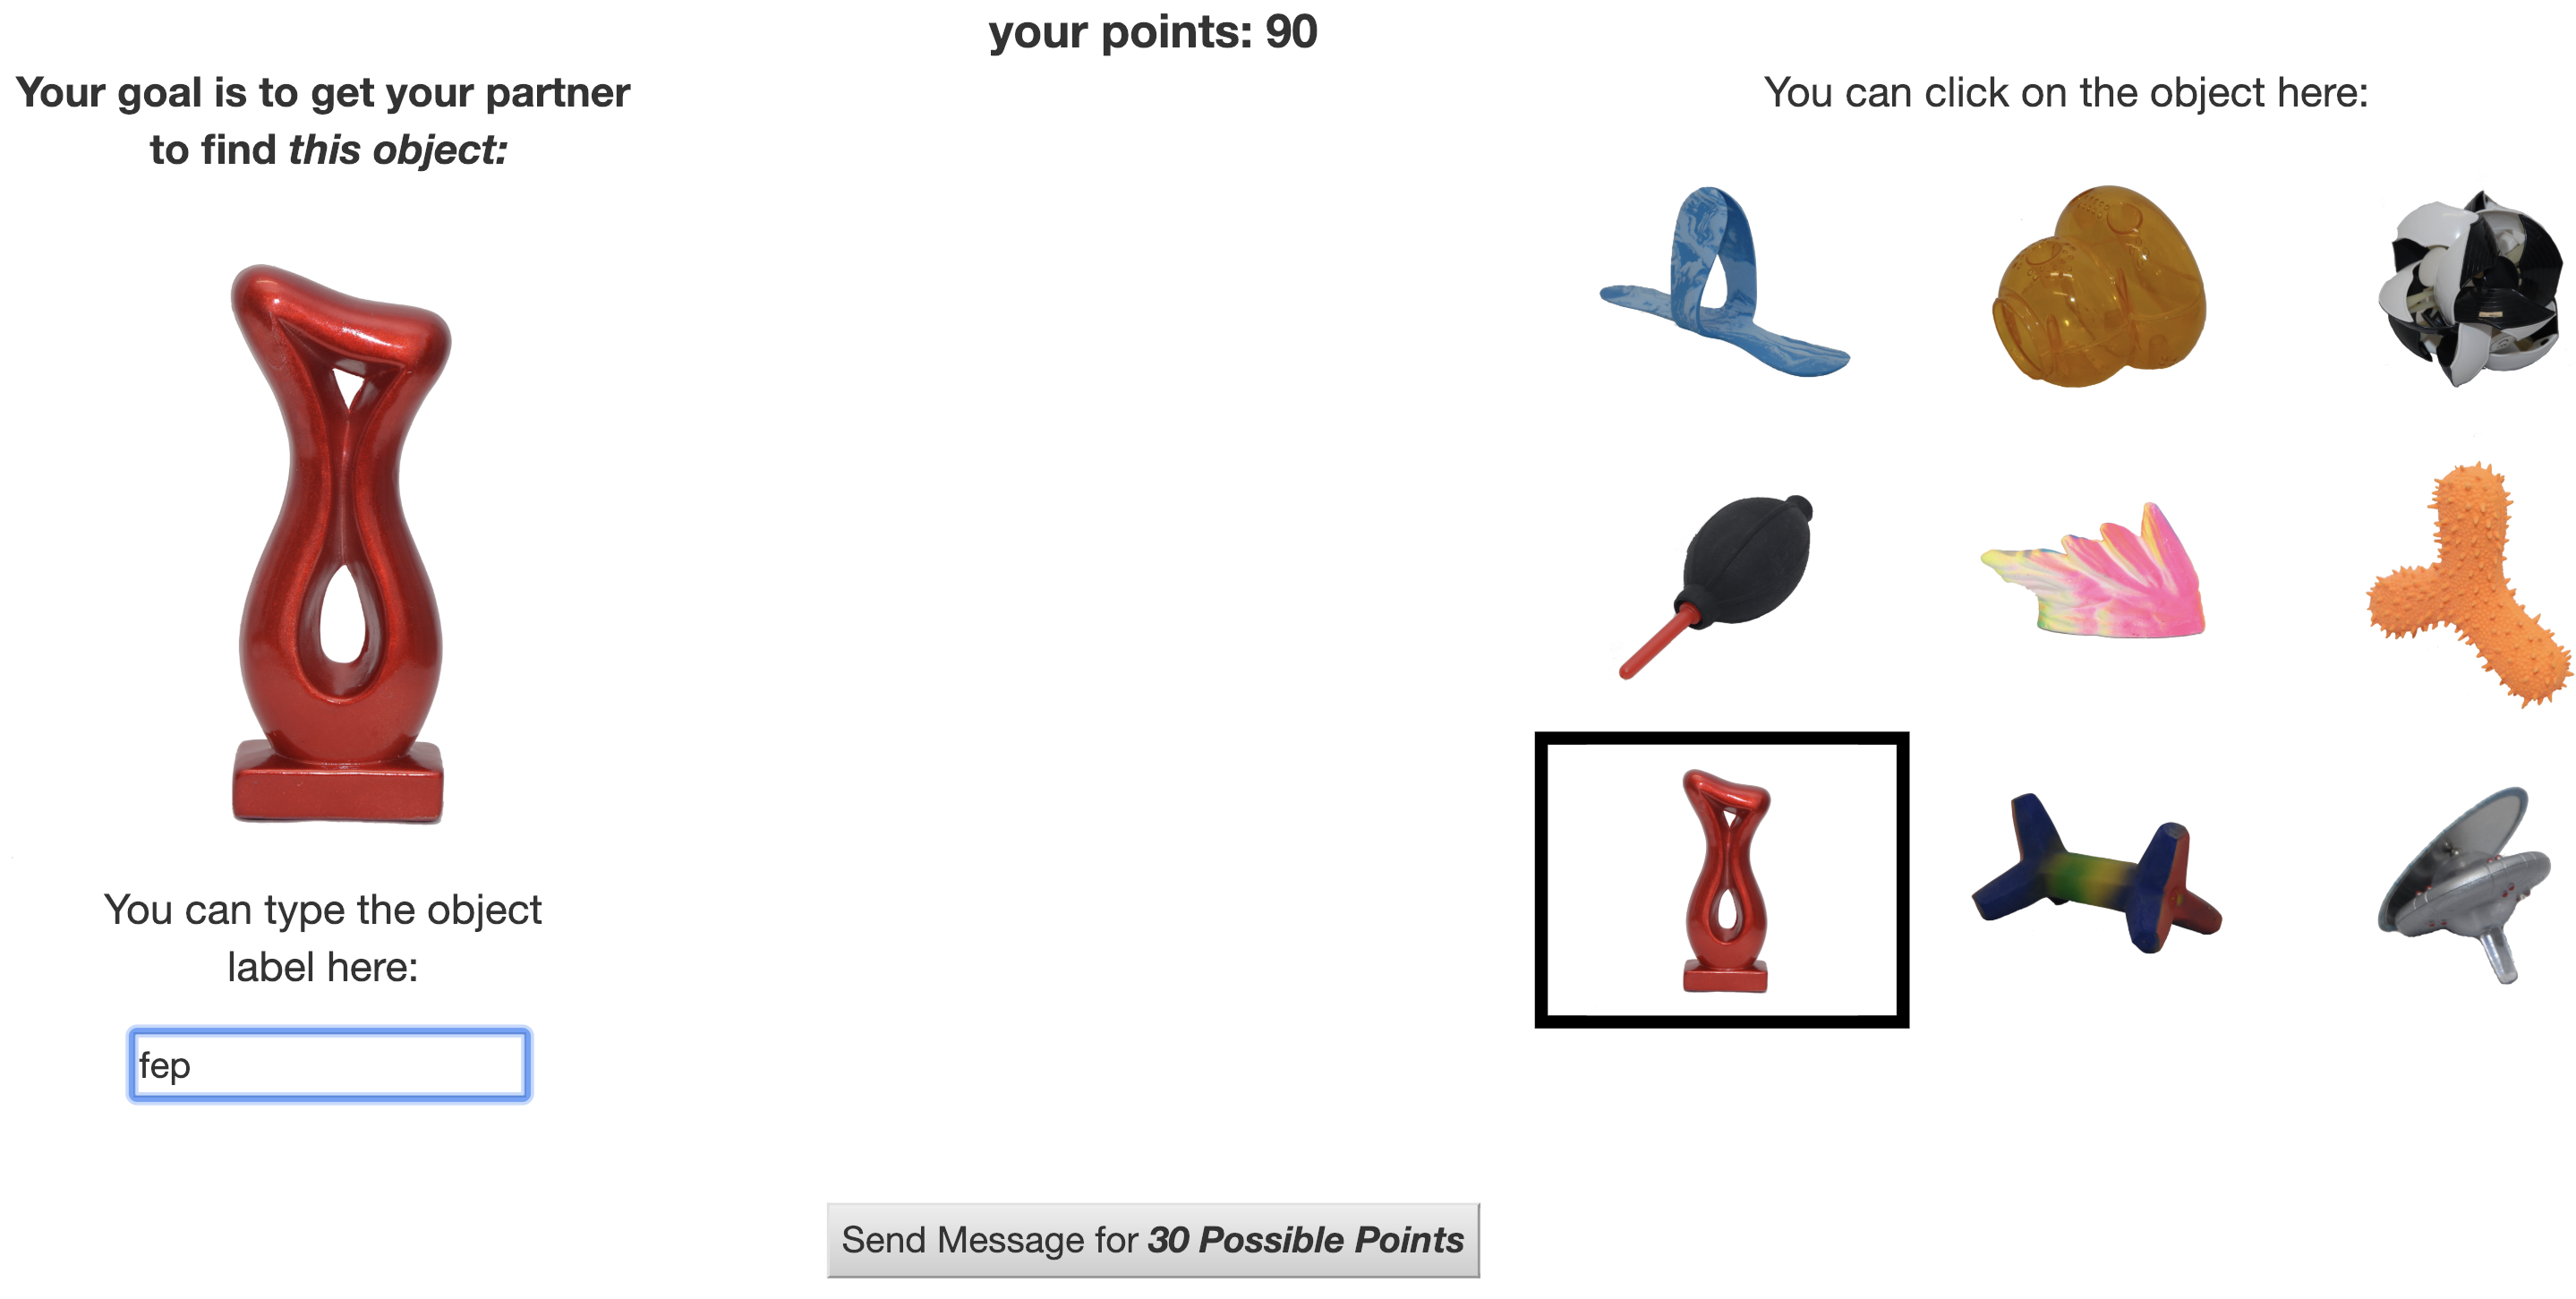 your points: 90
Your goal is to get your partner
to find this object:
You can click on the object here:
You can type the object
label here:
fep
Send Message for 30 Possible Points